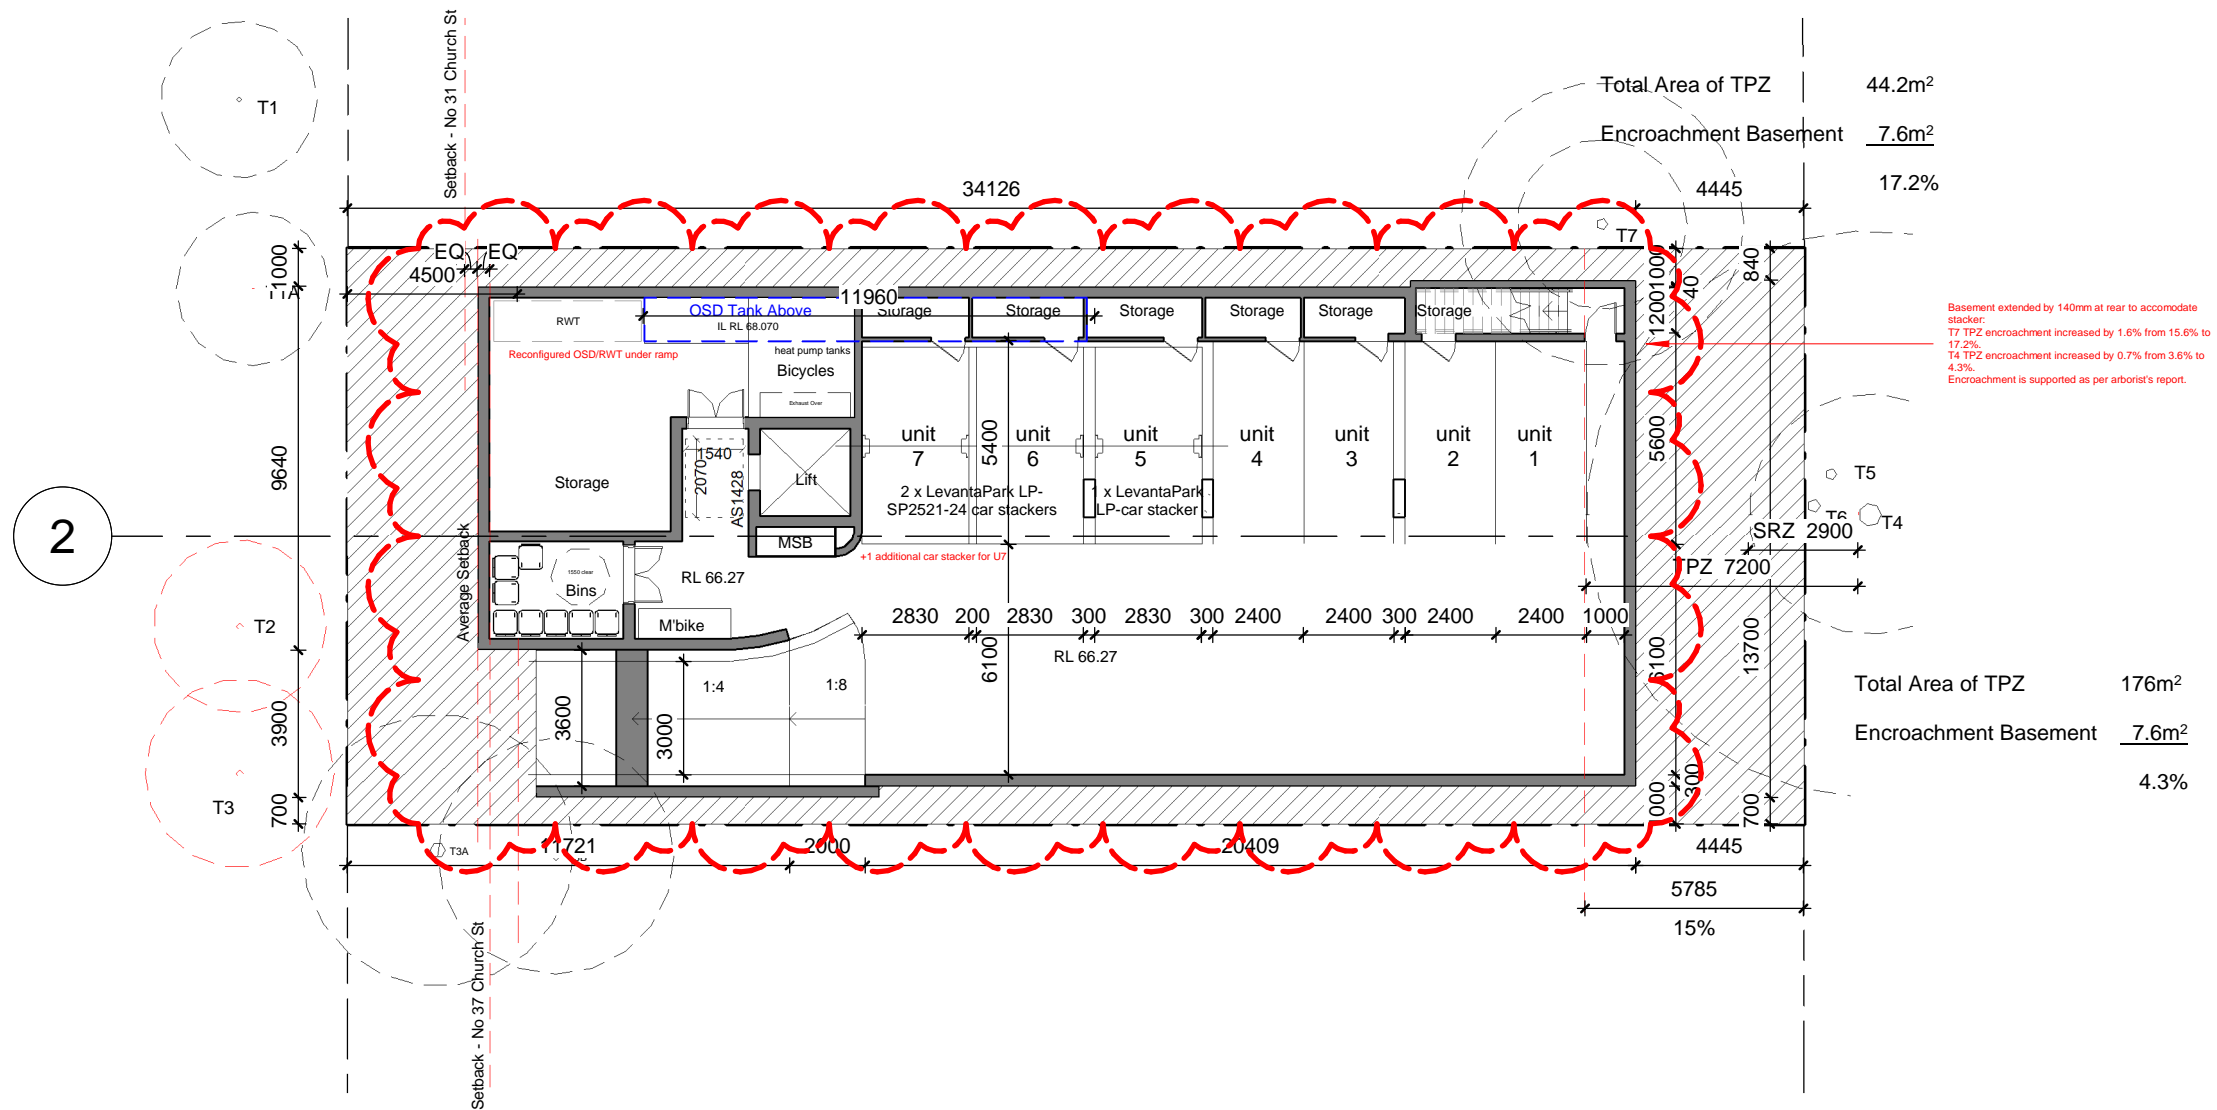 Setback - No 31 Church St
T1
Total Area of TPZ 44.2m²
Encroachment Basement 7.6m²
17.2%
34126
4445
T7
EQ EQ
4500
1000
T1A
11960
1000
840
40
1200
RWT
OSD Tank Above
IL RL 68.070
Reconfigured OSD/RWT under ramp
Storage
Storage
Storage
Storage
Storage
Storage
heat pump tanks
Bicycles
Exhaust Over
Basement extended by 140mm at rear to accomodate
stacker:
T7 TPZ encroachment increased by 1.6% from 15.6% to
17.2%.
T4 TPZ encroachment increased by 0.7% from 3.6% to
4.3%.
Encroachment is supported as per arborist's report.
9640
Storage
1540
2070
AS1428
Lift
unit
7
unit
6
5400
unit
5
unit
4
unit
3
unit
2
unit
1
5600
2 x LevantaPark LP-
SP2521-24 car stackers
1 x LevantaPark
LP-car stacker
T5
T6
T4
SRZ 2900
TPZ 7200
2
MSB
+1 additional car stacker for U7
Average Setback
1550 clear
Bins
RL 66.27
M'bike
T2
2830 200 2830 300 2830 300 2400 2400 300 2400 2400 1000
RL 66.27
6100
6100
13700
3900
3600
3000
1:4
1:8
T3
700
Total Area of TPZ 176m²
Encroachment Basement 7.6m²
4.3%
300
700
T3A
11721
2000
20409
4445
5785
15%
Setback - No 37 Church St